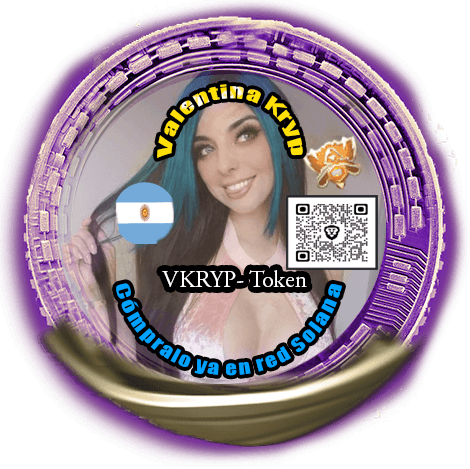 Valentina Kryp
VKRYP- Token
Cómpralo ya en red Solana